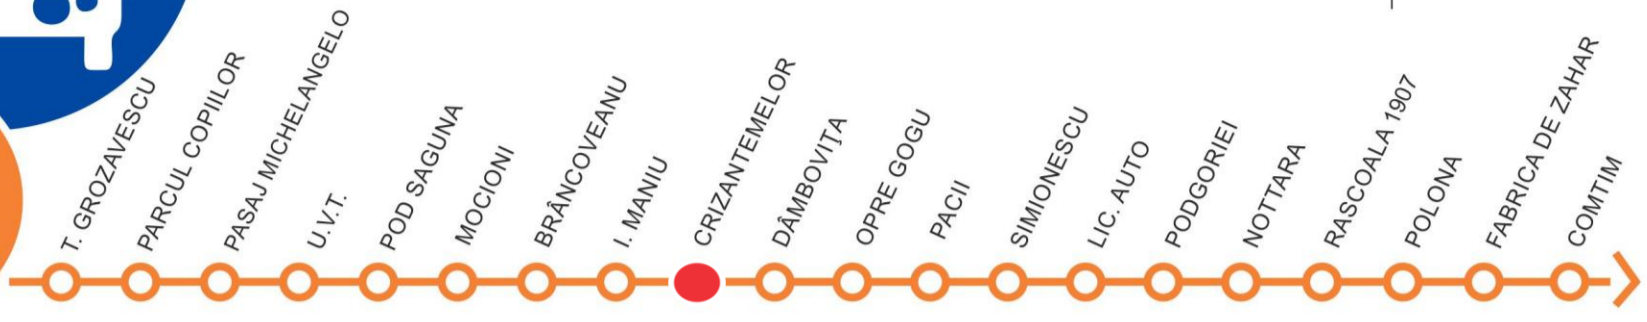 T. GROZAVESCU
PARCUL COPIILOR
PASAJ MICHELANGELO
U.V.T.
POD SAGUNA
MOCIONI
BRÂNCOVEANU
I. MANIU
CRIZANTEMELOR
DÂMBOVIŢA
OPRE GOGU
PACII
SIMIONESCU
LIC. AUTO
PODGORIEI
NOTTARA
RASCOALA 1907
POLONA
FABRICA DE ZAHAR
COMTIM